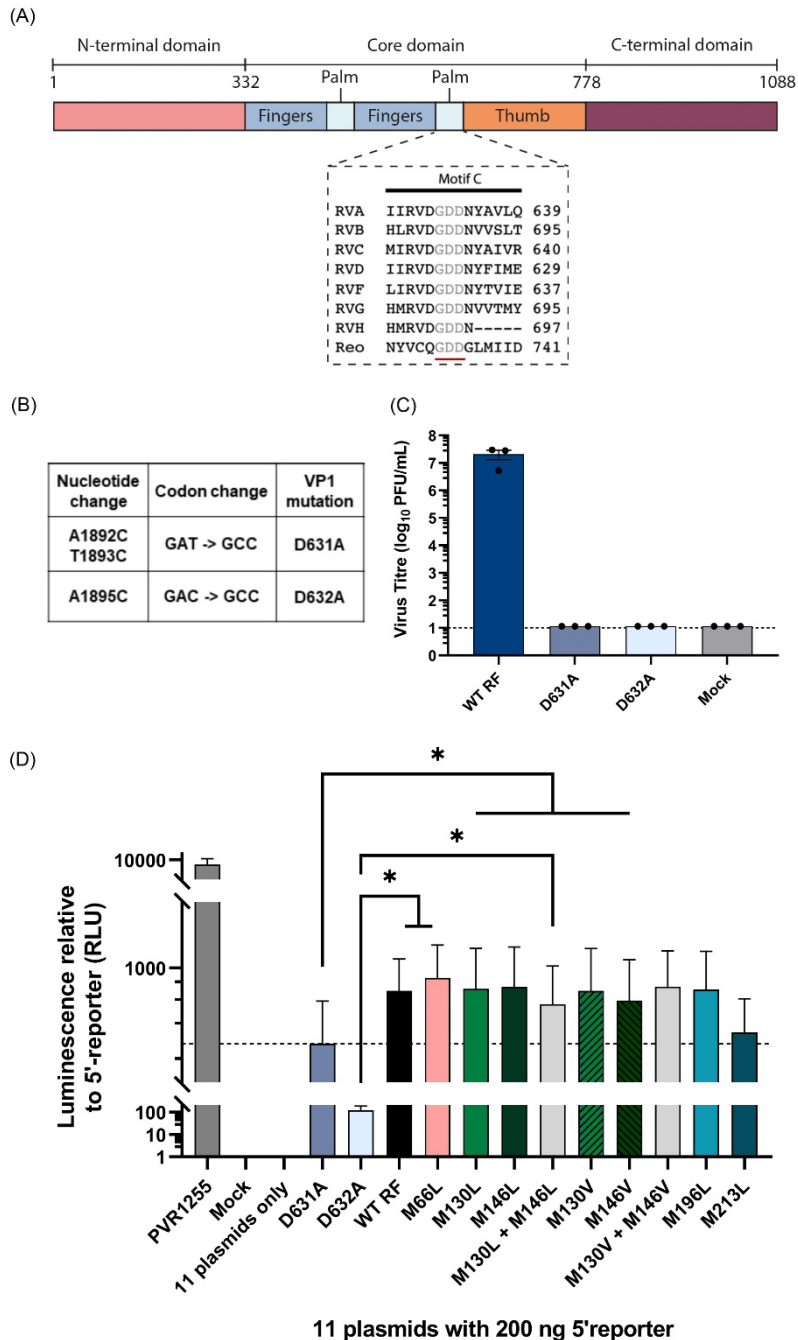 (A)
N-terminal domain Core domain C-terminal domain
1 332 Palm Palm 778 1088
Fingers Fingers Thumb
Motif C
RVA IIRVDGDDNYAVLQ 639
RVB HLRVDGDDNVVSLT 695
RVC MIRVDGDDNYAIVR 640
RVD IIRVDGDDNYFIME 629
RVF LIRVDGDDNYTVIE 637
RVG HMRVDGDDNVVTMY 695
RVH HMRVDGDDN----- 697
Reo NYVCQGDDGLMIID 741
(B)
Nucleotide change Codon change VP1 mutation
A1892C
T1893C GAT -> GCC D631A
A1895C GAC -> GCC D632A
(C)
Virus Titre (log10 PFU/mL)
8
7
6
5
4
3
2
1
0
WT RF
D631A
D632A
Mock
(D)
*
*
*
Luminescence relative
to 5'-reporter (RLU)
10000
1000
100
10
1
PVR1255
Mock
11 plasmids only
D631A
D632A
WT RF
M66L
M130L
M146L
M130L + M146L
M130V
M146V
M130V + M146V
M196L
M213L
11 plasmids with 200 ng 5'reporter